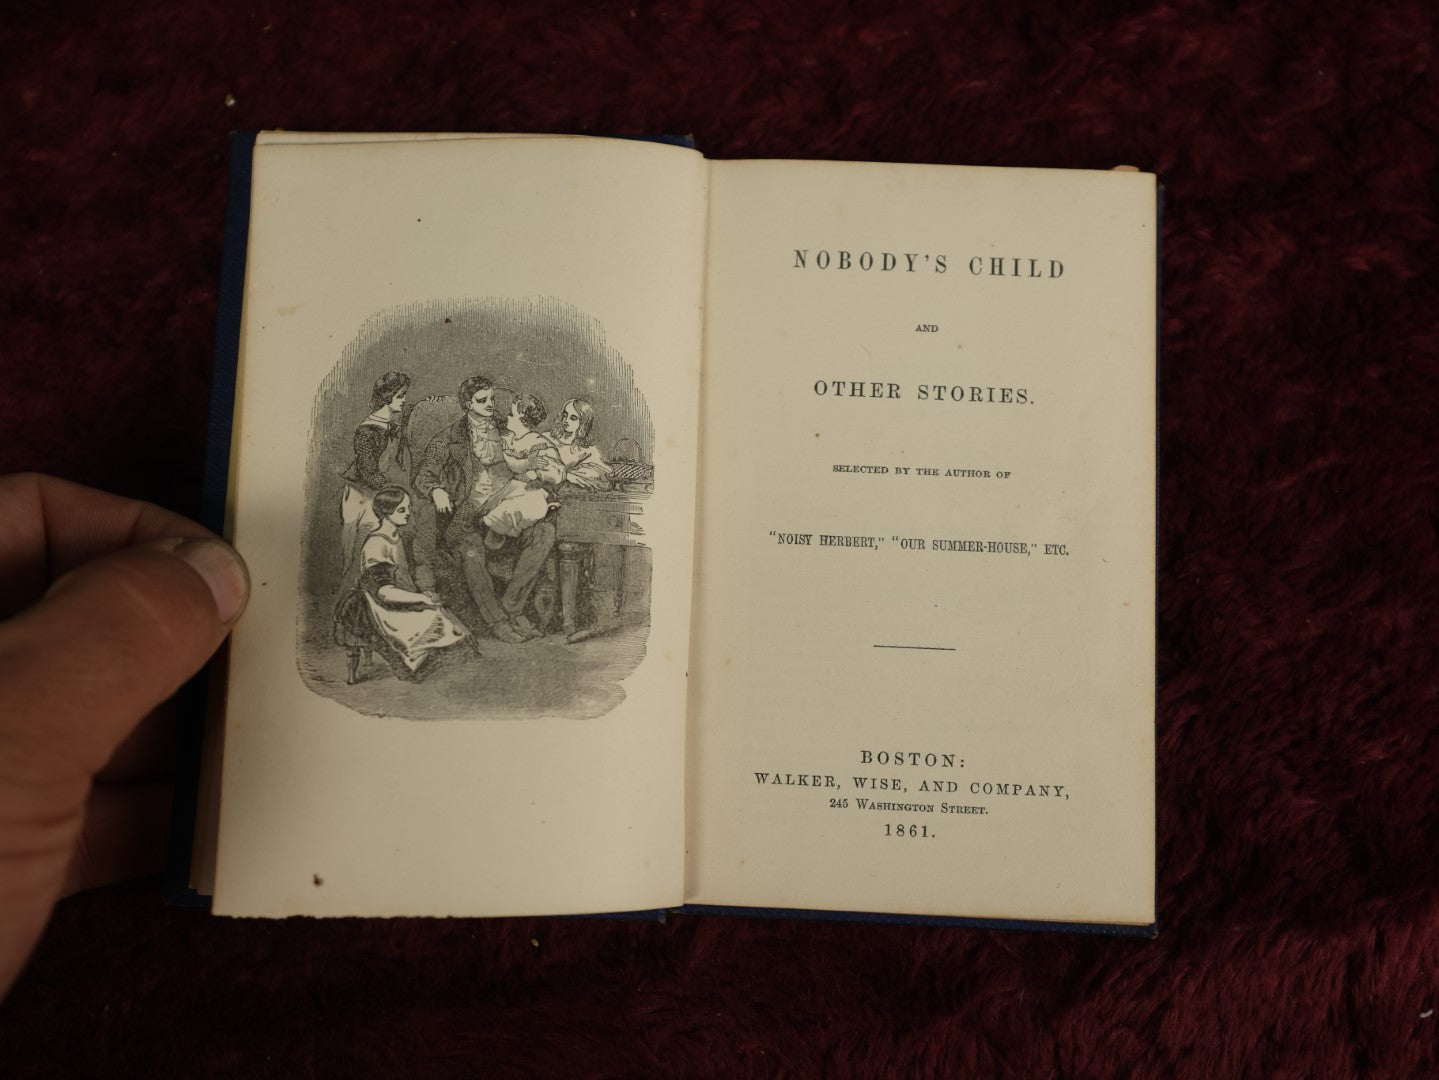 NOBODY'S CHILD
AND
OTHER STORIES.
SELECTED BY THE AUTHOR OF
"NOISY HERBERT," "OUR SUMMER-HOUSE," ETC.
BOSTON:
WALKER, WISE, AND COMPANY,
245 WASHINGTON STREET.
1861.